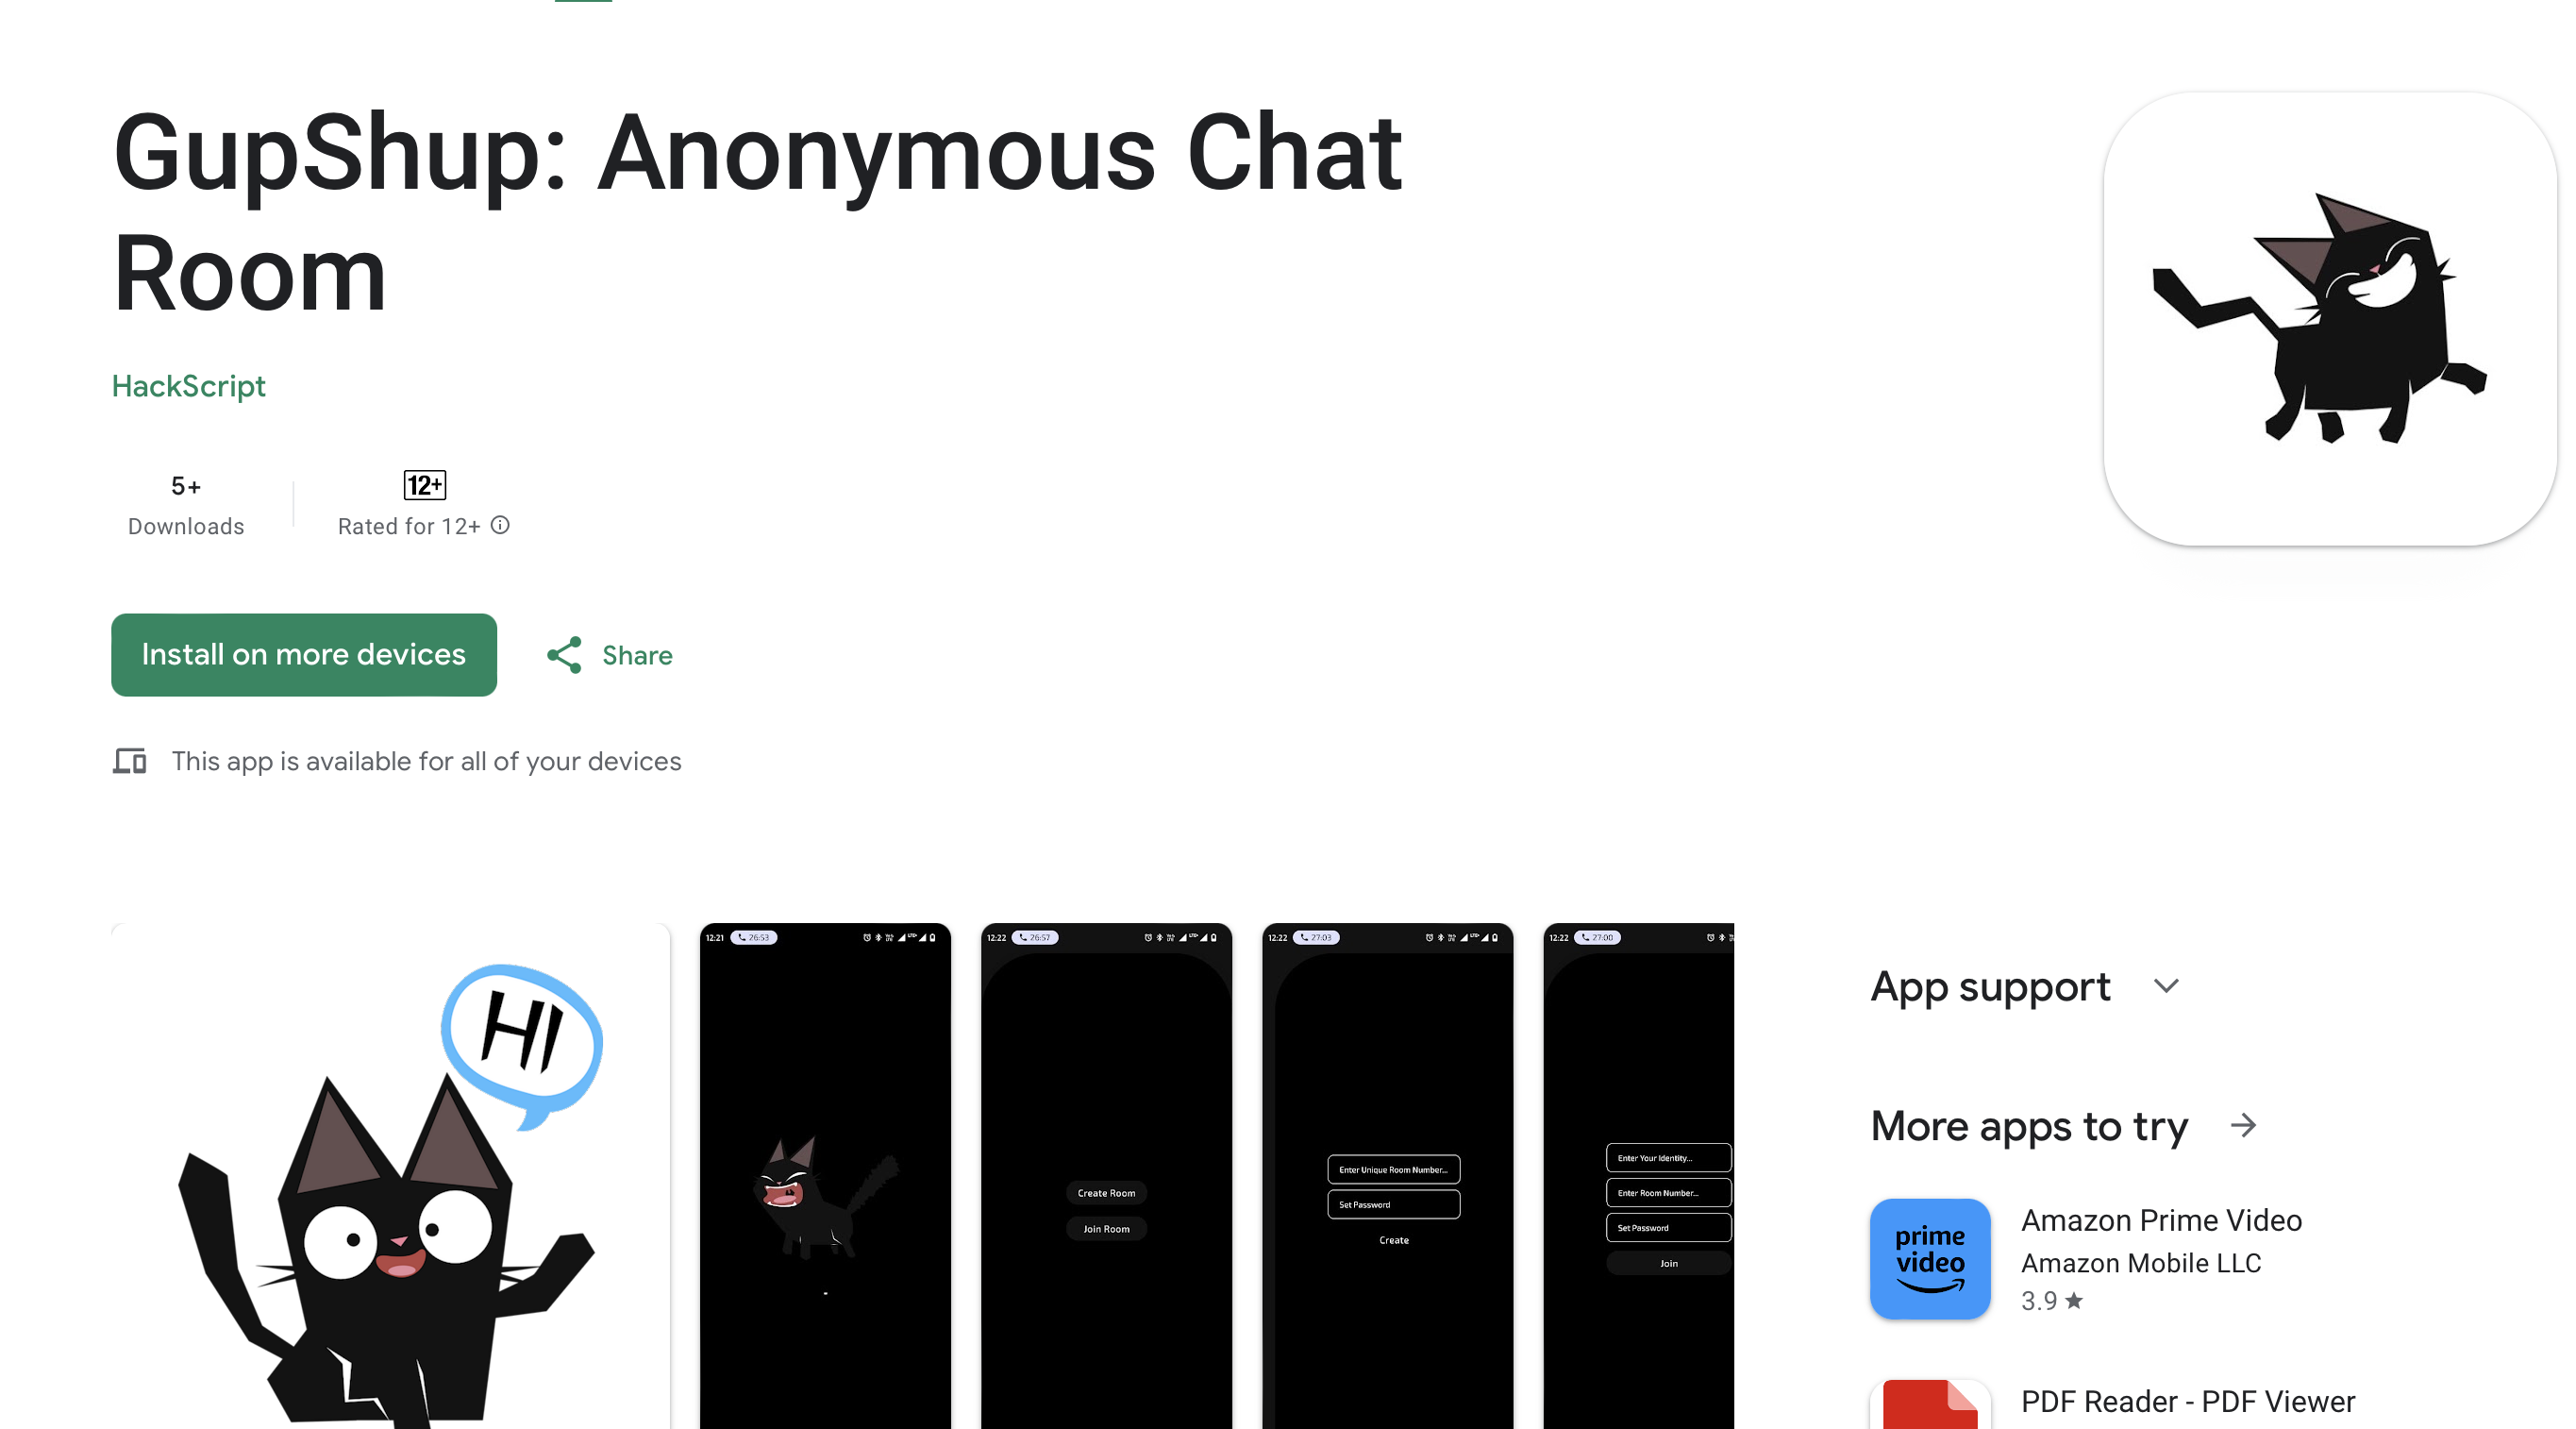 GupShup: Anonymous Chat
Room
HackScript
5+
Downloads
12+
Rated for 12+
Install on more devices
Share
This app is available for all of your devices
HI
12:21 26:53
12:22 26:57
Create Room
Join Room
12:22 27:03
Enter Unique Room Number...
Set Password
Create
12:22 27:00
Enter Your Identity...
Enter Room Number...
Set Password
Join
App support
More apps to try
prime
video
Amazon Prime Video
Amazon Mobile LLC
3.9
PDF Reader - PDF Viewer